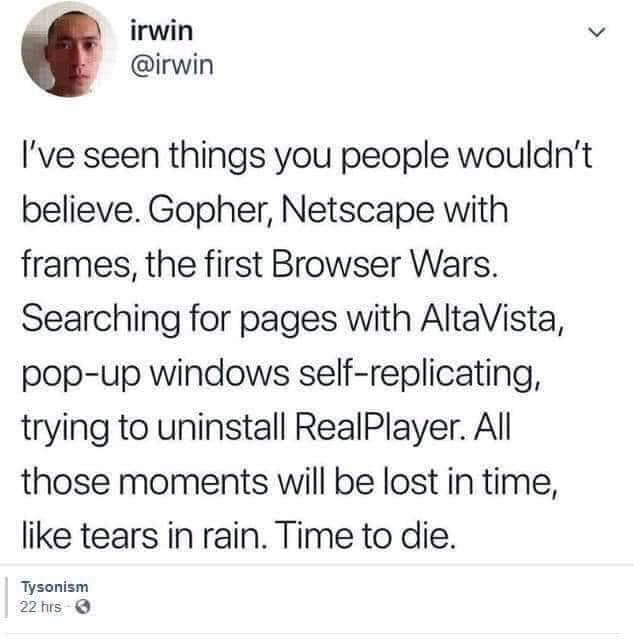 irwin
@irwin
I've seen things you people wouldn't
believe. Gopher, Netscape with
frames, the first Browser Wars.
Searching for pages with AltaVista,
pop-up windows self-replicating,
trying to uninstall RealPlayer. All
those moments will be lost in time,
like tears in rain. Time to die.
Tysonism
22 hrs ·